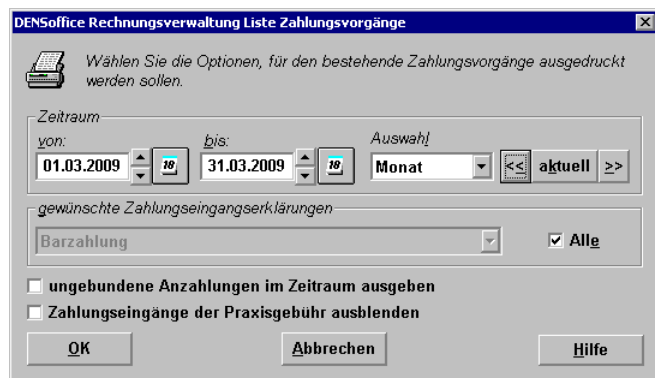 DENSoffice Rechnungsverwaltung Liste Zahlungsvorgänge
Wählen Sie die Optionen, für den bestehende Zahlungsvorgänge ausgedruckt
werden sollen.
Zeitraum
von: bis: Auswahl
01.03.2009 18 31.03.2009 18 Monat << aktuell >>
gewünschte Zahlungseingangserklärungen
Barzahlung Alle
ungebundene Anzahlungen im Zeitraum ausgeben
Zahlungseingänge der Praxisgebühr ausblenden
OK Abbrechen Hilfe